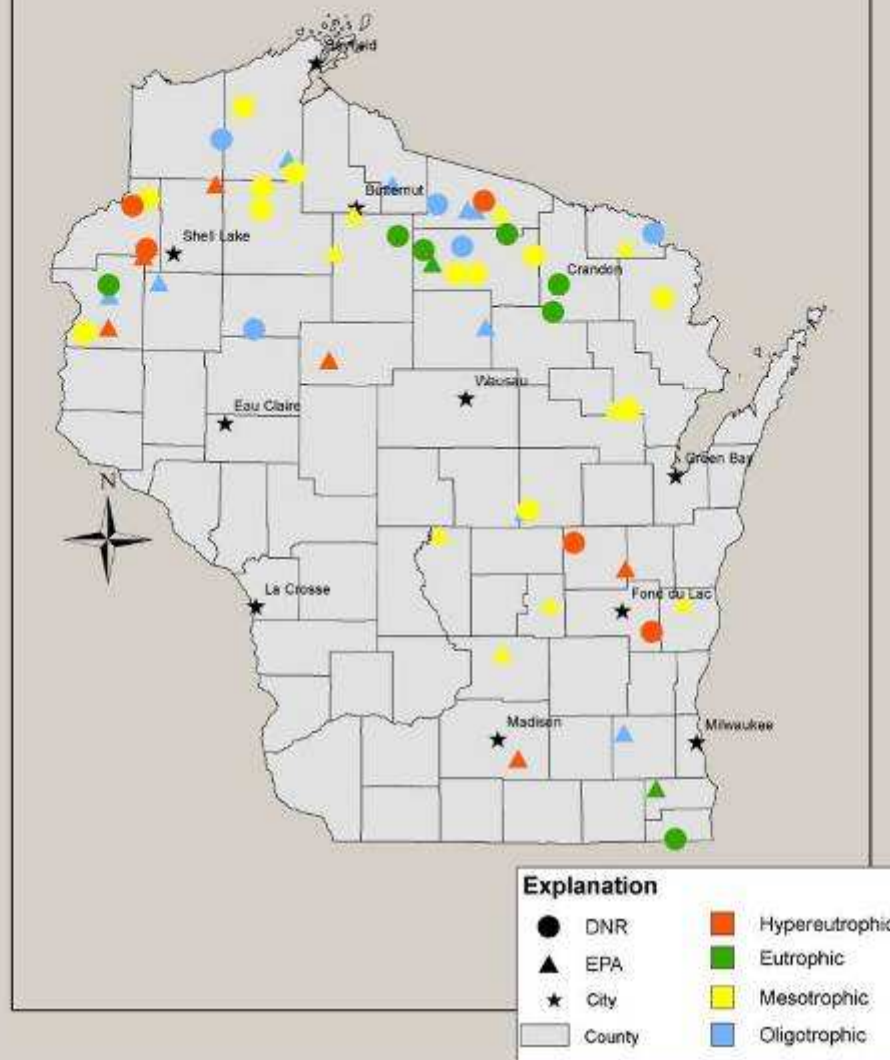 Bayfield
Butternut
Shell Lake
Crandon
Wausau
Eau Claire
Green Bay
N
La Crosse
Fond du Lac
Madison
Milwaukee
Explanation
DNR
EPA
City
County
Hypereutrophic
Eutrophic
Mesotrophic
Oligotrophic